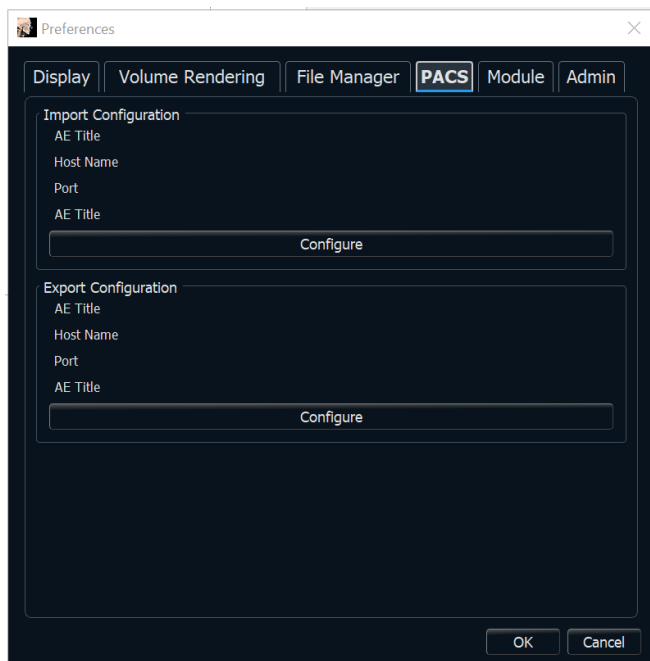 Preferences
Display Volume Rendering File Manager PACS Module Admin
Import Configuration
AE Title
Host Name
Port
AE Title
Configure
Export Configuration
AE Title
Host Name
Port
AE Title
Configure
OK Cancel